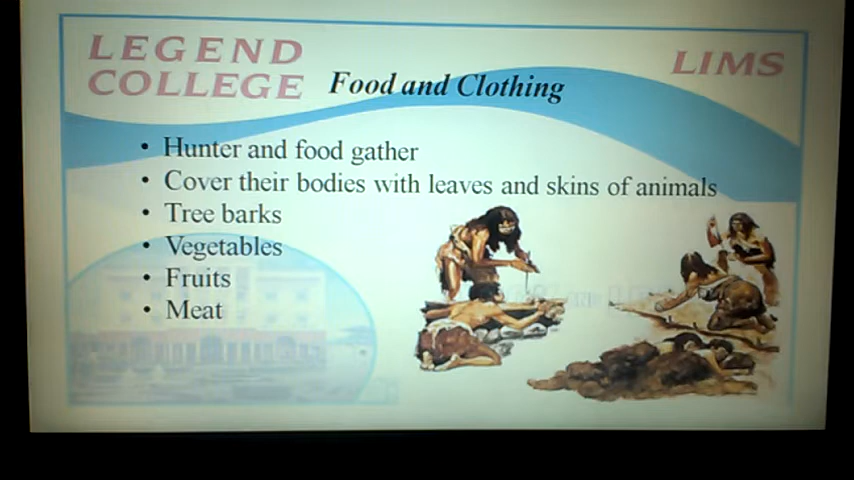 LEGEND
COLLEGE
LIMS
Food and Clothing
• Hunter and food gather
• Cover their bodies with leaves and skins of animals
• Tree barks
• Vegetables
• Fruits
• Meat